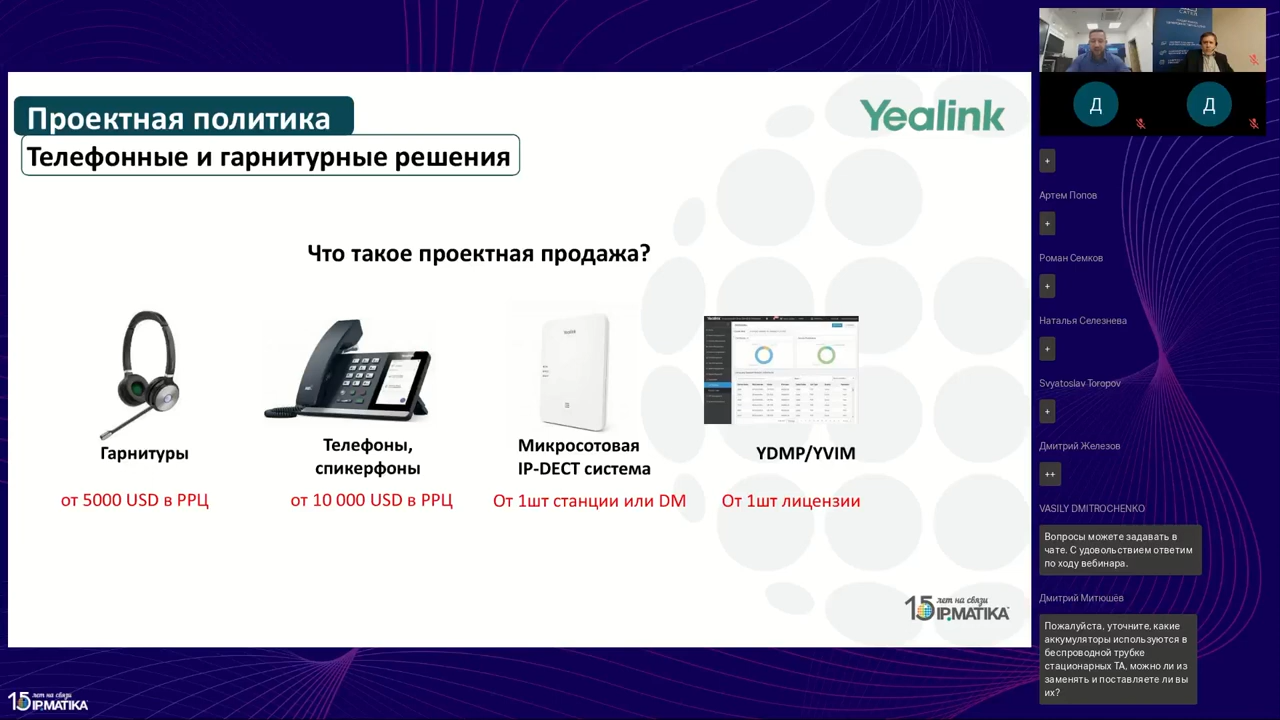 Проектная политика
Телефонные и гарнитурные решения
Yealink
Что такое проектная продажа?
Yealink
Гарнитуры
Телефоны,
спикерфоны
Микросотовая
IP-DECT система
YDMP/YVIM
от 5000 USD в РРЦ
от 10 000 USD в РРЦ
От 1шт станции или DM
От 1шт лицензии
15 лет на связи
IPMATIKA
15 лет на связи
IPMATIKA
Д
Д
+
Артем Попов
+
Роман Семков
+
Наталья Селезнева
+
Svyatoslav Toropov
+
Дмитрий Железов
++
VASILY DMITROCHENKO
Вопросы можете задавать в
чате. С удовольствием ответим
по ходу вебинара.
Дмитрий Митюшёв
Пожалуйста, уточните, какие
аккумуляторы используются в
беспроводной трубке
стационарных ТА, можно ли из
заменять и поставляете ли вы
их?